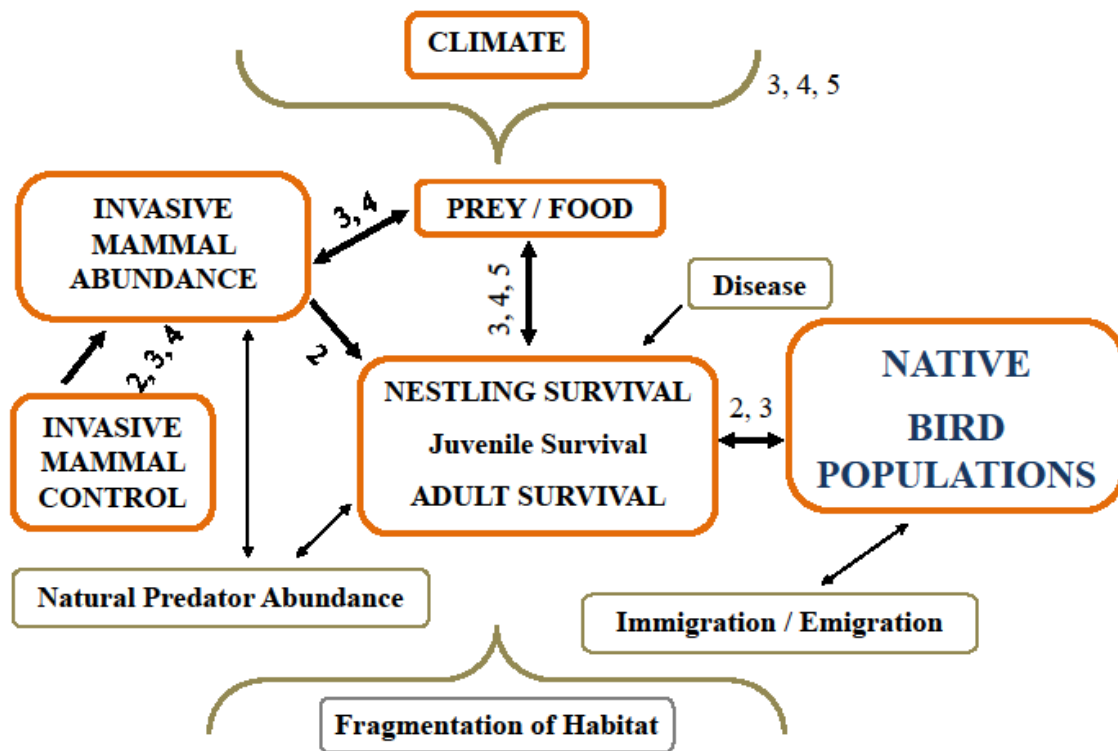 CLIMATE
3, 4, 5
INVASIVE
MAMMAL
ABUNDANCE
3, 4
PREY / FOOD
3, 4, 5
Disease
2, 3, 4
2
INVASIVE
MAMMAL
CONTROL
NESTLING SURVIVAL
Juvenile Survival
ADULT SURVIVAL
2, 3
NATIVE
BIRD
POPULATIONS
Natural Predator Abundance
Immigration / Emigration
Fragmentation of Habitat